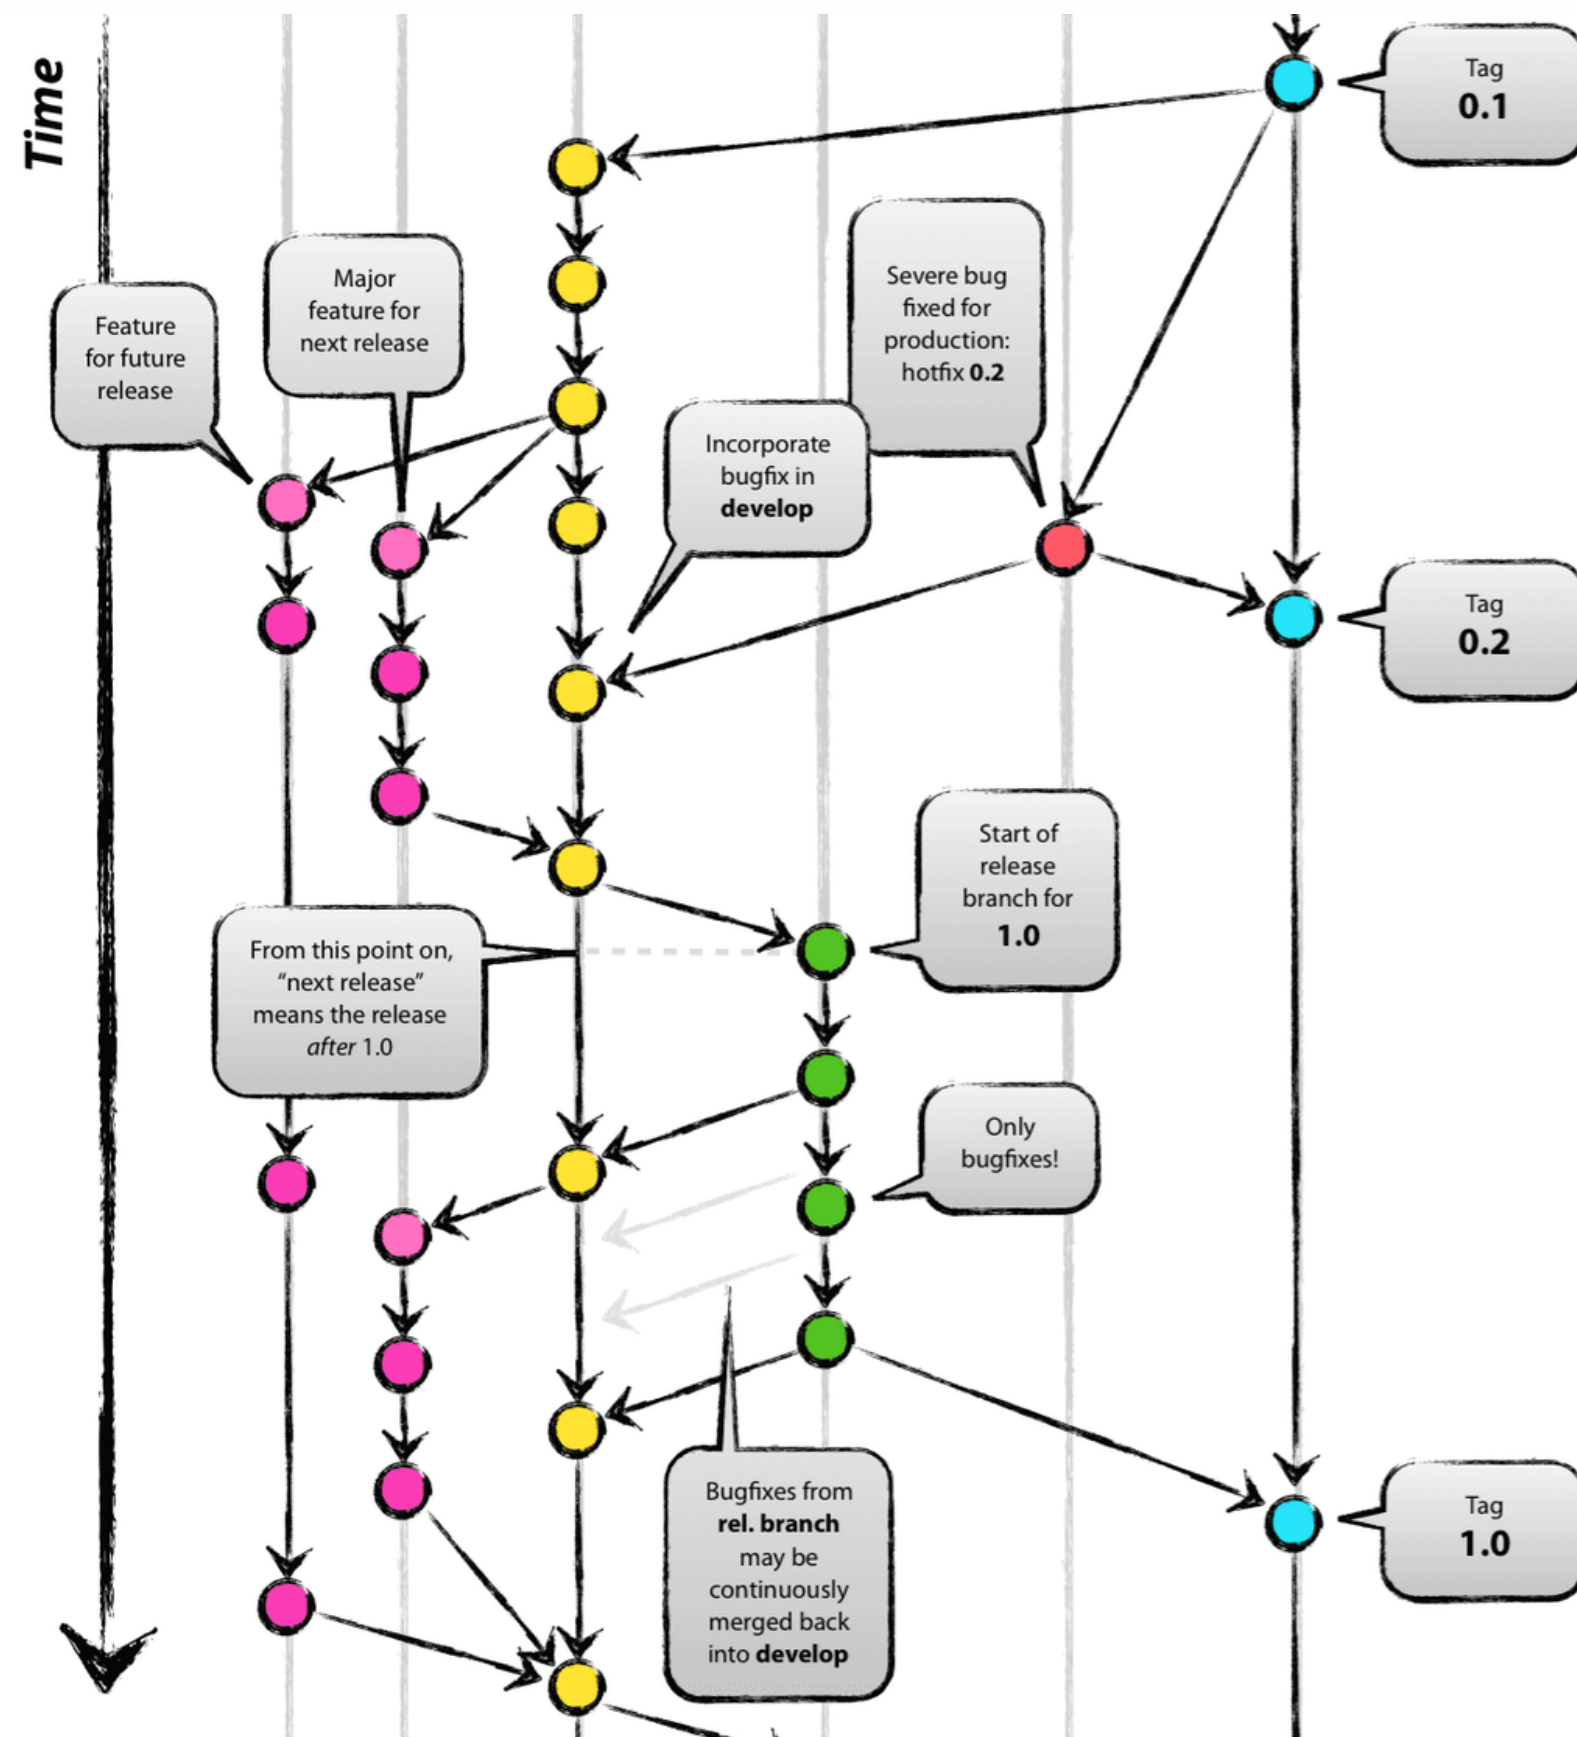 Time
Tag
0.1
Major
feature for
next release
Feature
for future
release
Severe bug
fixed for
production:
hotfix 0.2
Incorporate
bugfix in
develop
Tag
0.2
Start of
release
branch for
1.0
From this point on,
“next release”
means the release
after 1.0
Only
bugfixes!
Bugfixes from
rel. branch
may be
continuously
merged back
into develop
Tag
1.0